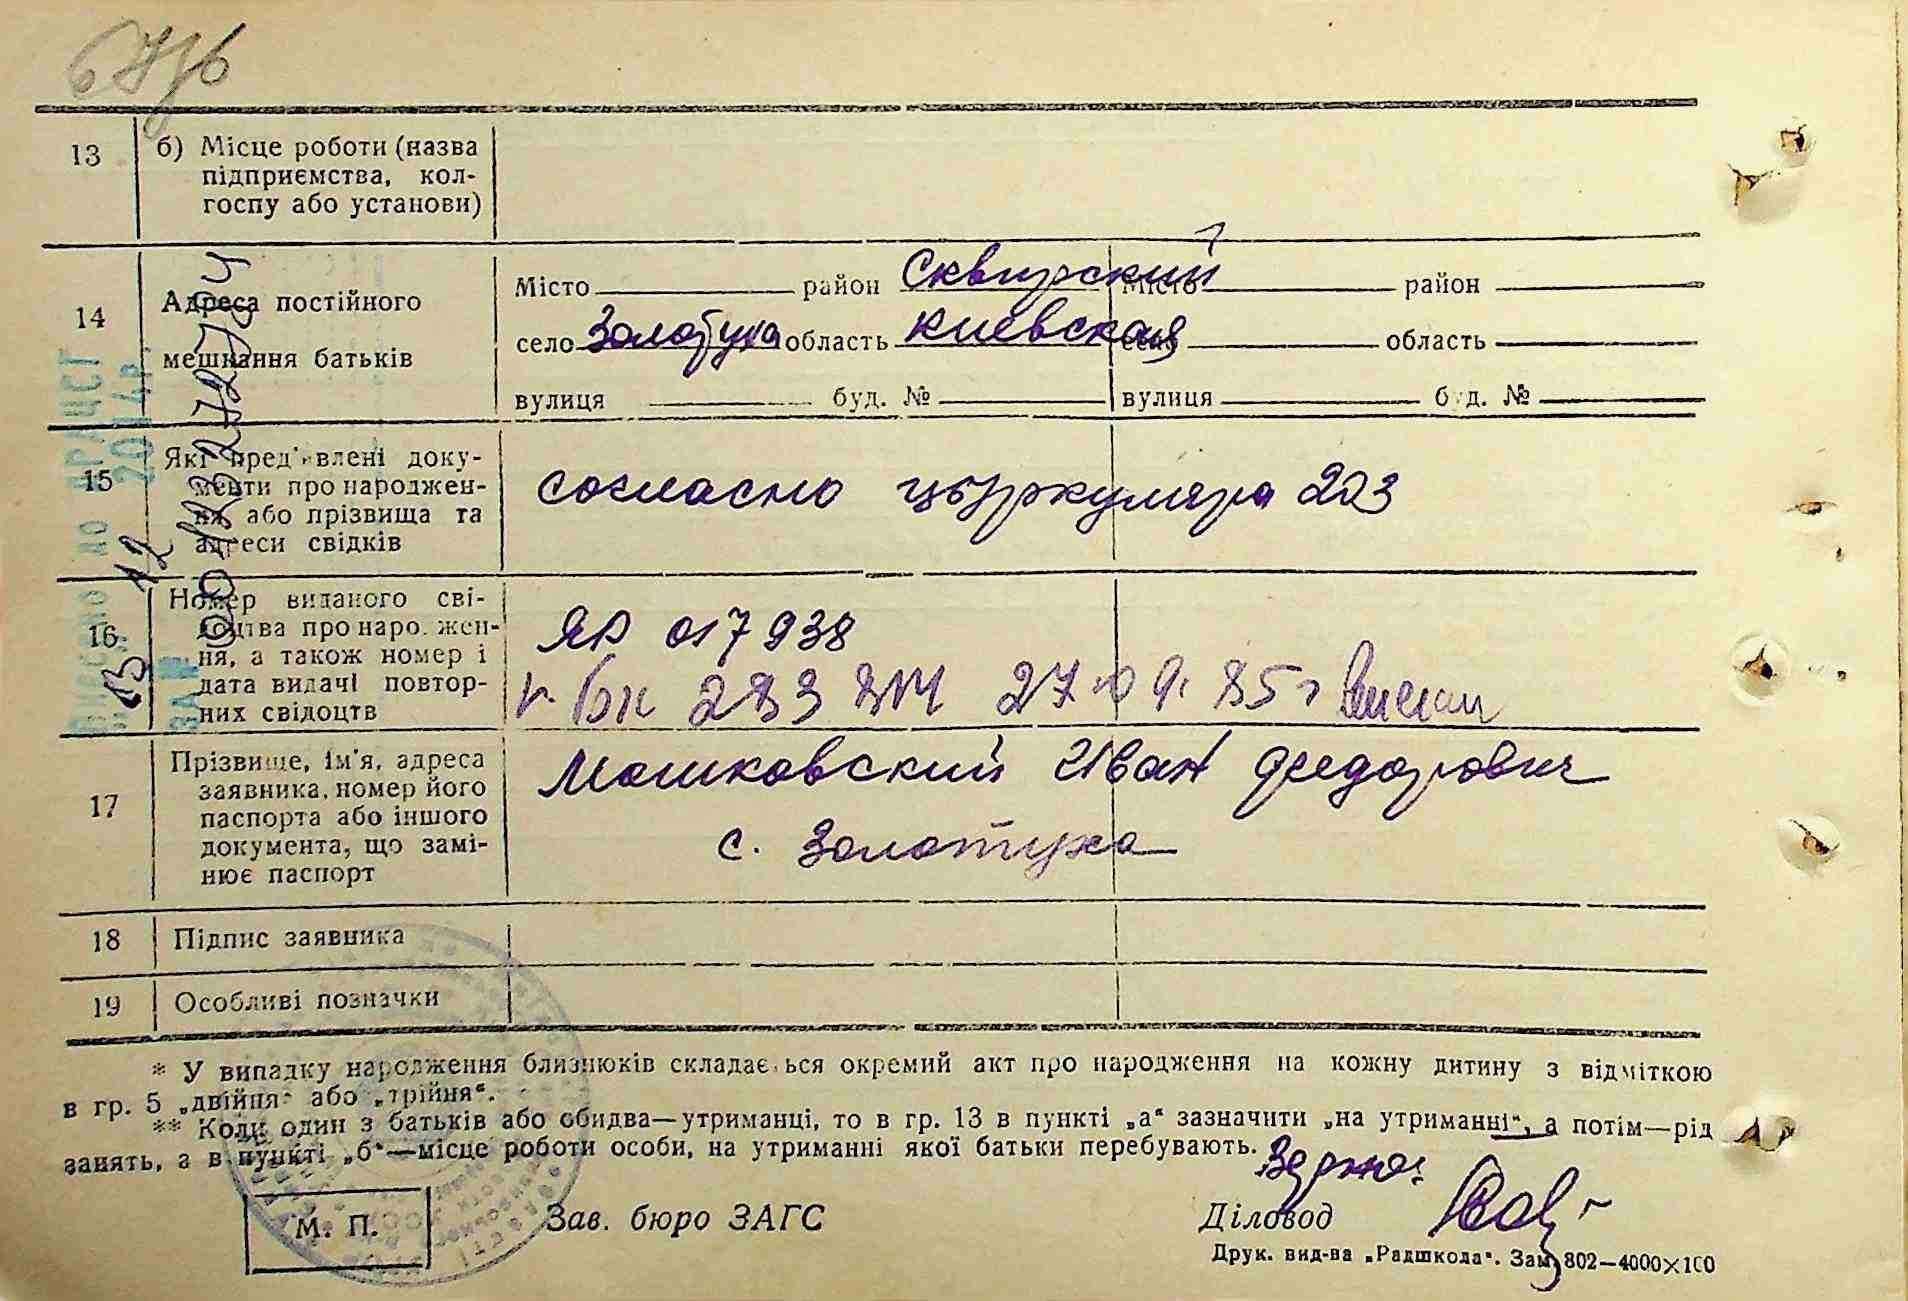 13
б) Місце роботи (назва
підприємства, кол-
госпу або установи)
14
Адреса постійного
мешкання батьків
Місто район Сквирский Місто район
село Золотуха область киевская село область
вулиця буд. № вулиця буд. №
15
Які пред'явлені доку-
менти про народжен-
ня або прізвища та
адреси свідків
согласно циркуляра 203
16
Номер виданого сві-
доцтва про народжен-
ня, а також номер і
дата видачі повтор-
них свідоцтв
ЯР 017938
27.09.85г
17
Прізвище, ім'я, адреса
заявника, номер його
паспорта або іншого
документа, що замі-
нює паспорт
Мошковский Иван Федорович
с. Золотуха
18 Підпис заявника
19 Особливі позначки
* У випадку народження близнюків складається окремий акт про народження на кожну дитину з відміткою
в гр. 5 „двійня“ або „трійня“.
** Коли один з батьків або обидва—утриманці, то в гр. 13 в пункті „а“ зазначити „на утриманні“, а потім—рід
занять, а в пункті „б“—місце роботи особи, на утриманні якої батьки перебувають.
М. П. Зав. бюро ЗАГС Діловод
Друк. вид-ва „Радшкола“. Зам. 802—4000×100